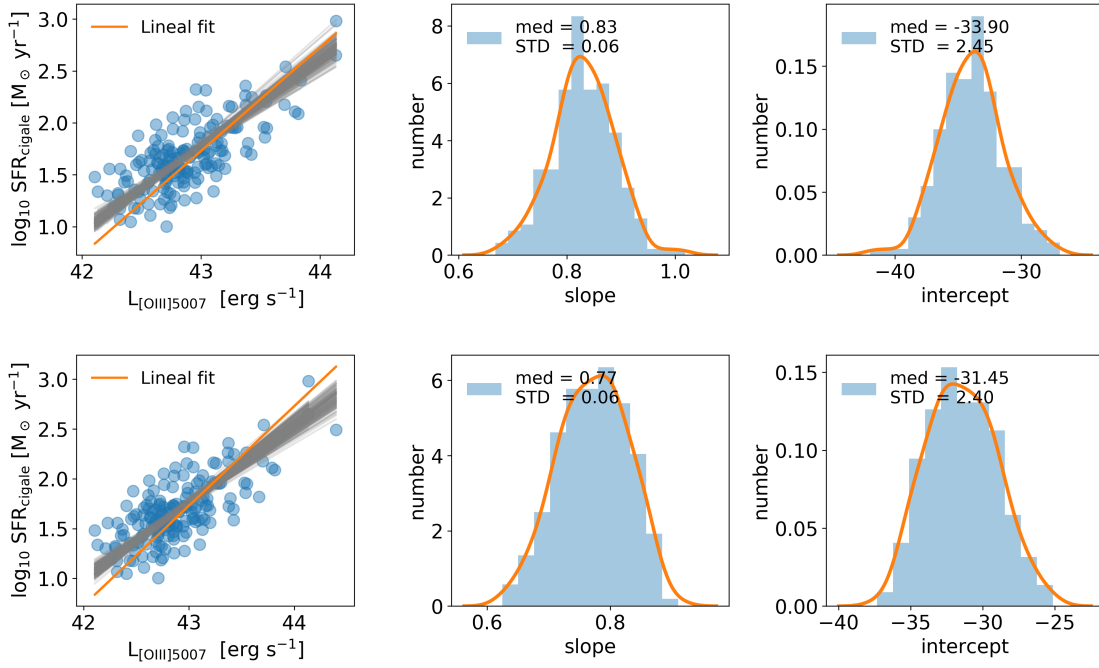 Lineal fit
3.0
2.5
2.0
1.5
1.0
42
43
44
log₁₀ SFR_cigale [M⊙ yr⁻¹]
L_[OIII]5007 [erg s⁻¹]
med = 0.83
STD = 0.06
8
6
4
2
0
0.6
0.8
1.0
number
slope
med = -33.90
STD = 2.45
0.15
0.10
0.05
0.00
−40
−30
number
intercept
Lineal fit
3.0
2.5
2.0
1.5
1.0
42
43
44
log₁₀ SFR_cigale [M⊙ yr⁻¹]
L_[OIII]5007 [erg s⁻¹]
med = 0.77
STD = 0.06
6
4
2
0
0.6
0.8
number
slope
med = -31.45
STD = 2.40
0.15
0.10
0.05
0.00
−40
−35
−30
−25
number
intercept